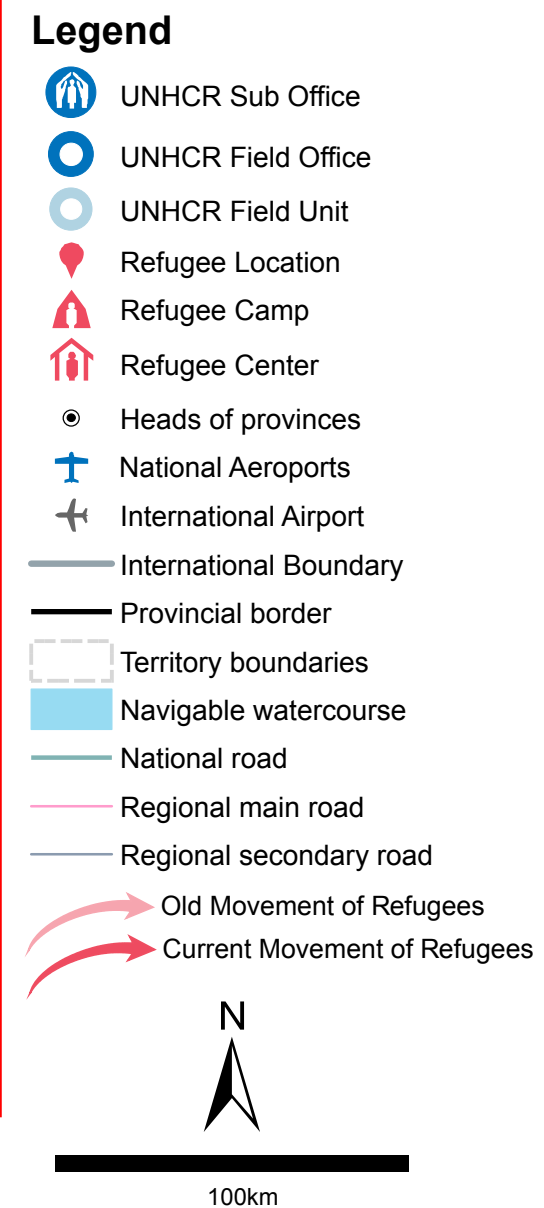 Legend
UNHCR Sub Office
UNHCR Field Office
UNHCR Field Unit
Refugee Location
Refugee Camp
Refugee Center
Heads of provinces
National Aeroports
International Airport
International Boundary
Provincial border
Territory boundaries
Navigable watercourse
National road
Regional main road
Regional secondary road
Old Movement of Refugees
Current Movement of Refugees
N
100km